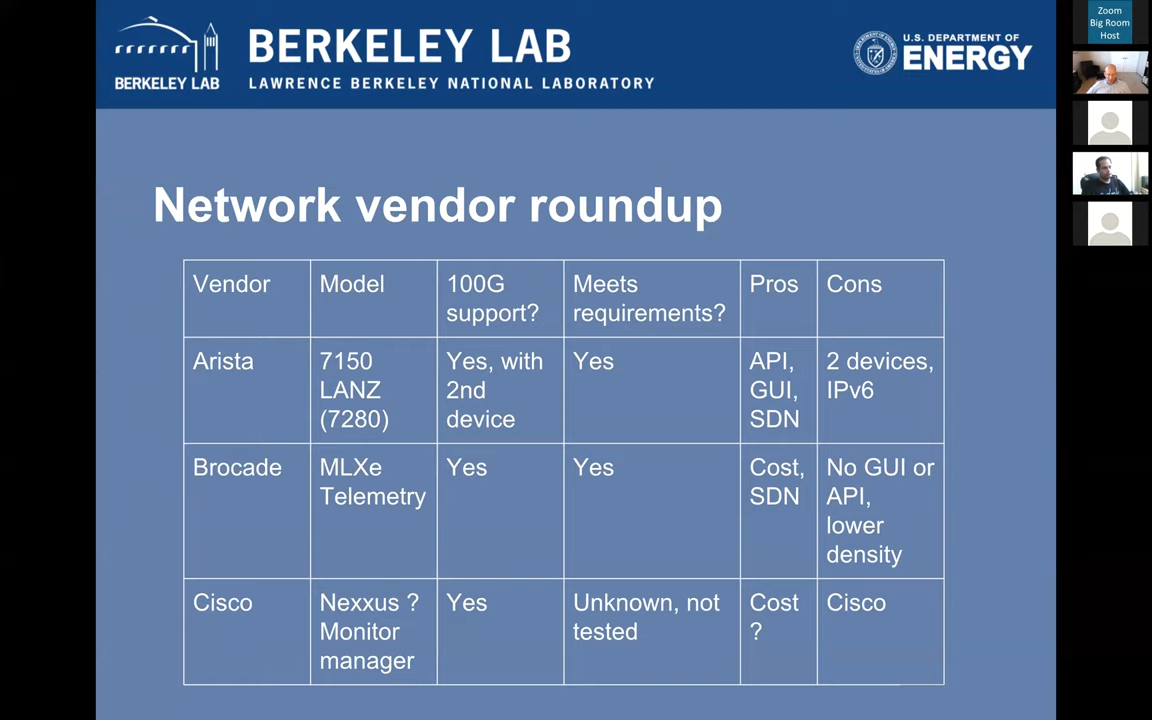 BERKELEY LAB
BERKELEY LAB
LAWRENCE BERKELEY NATIONAL LABORATORY
U.S. DEPARTMENT OF
ENERGY
Zoom
Big Room
Host
Network vendor roundup
Vendor
Model
100G
support?
Meets
requirements?
Pros
Cons
Arista
7150
LANZ
(7280)
Yes, with
2nd
device
Yes
API,
GUI,
SDN
2 devices,
IPv6
Brocade
MLXe
Telemetry
Yes
Yes
Cost,
SDN
No GUI or
API,
lower
density
Cisco
Nexxus ?
Monitor
manager
Yes
Unknown, not
tested
Cost
?
Cisco